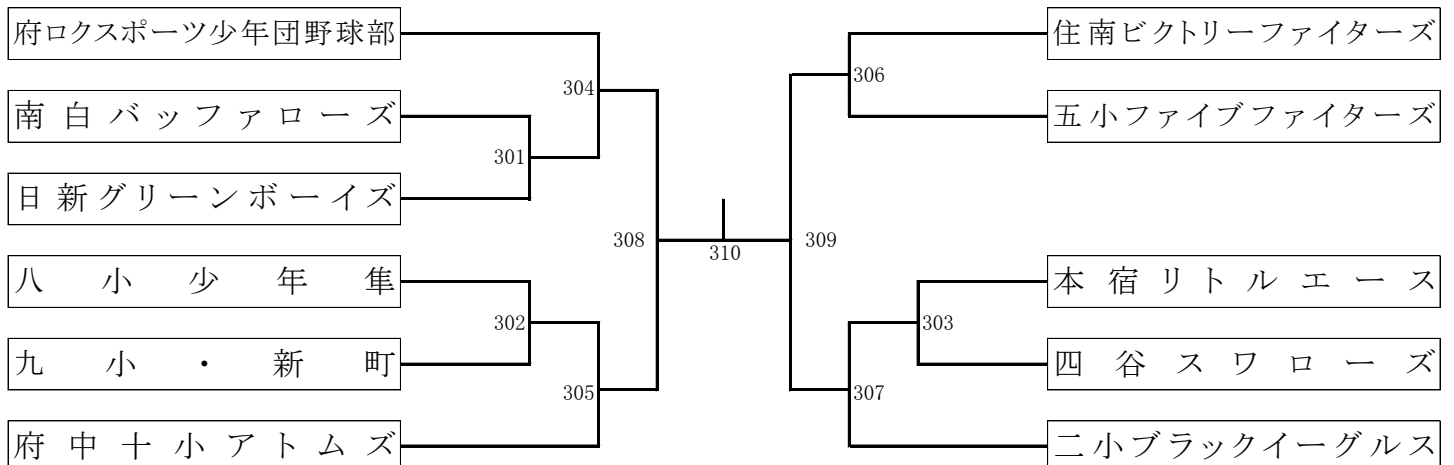 府ロクスポーツ少年団野球部
304
南白バッファローズ
301
日新グリーンボーイズ
308
八小少年隼
302
九小・新町
305
府中十小アトムズ
310
住南ビクトリーファイターズ
306
五小ファイブファイターズ
309
本宿リトルエース
303
四谷スワローズ
307
二小ブラックイーグルス